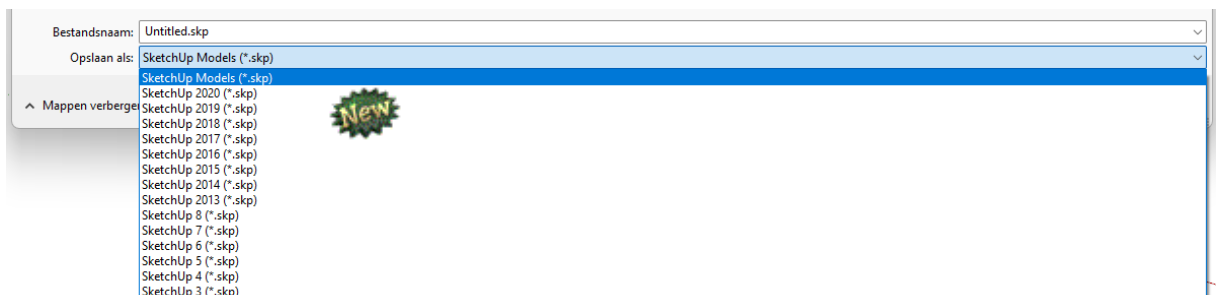 Bestandsnaam: Untitled.skp
Opslaan als: SketchUp Models (*.skp)
SketchUp Models (*.skp)
SketchUp 2020 (*.skp)
Mappen verberge SketchUp 2019 (*.skp)
New
SketchUp 2018 (*.skp)
SketchUp 2017 (*.skp)
SketchUp 2016 (*.skp)
SketchUp 2015 (*.skp)
SketchUp 2014 (*.skp)
SketchUp 2013 (*.skp)
SketchUp 8 (*.skp)
SketchUp 7 (*.skp)
SketchUp 6 (*.skp)
SketchUp 5 (*.skp)
SketchUp 4 (*.skp)
SketchUp 3 (*.skp)